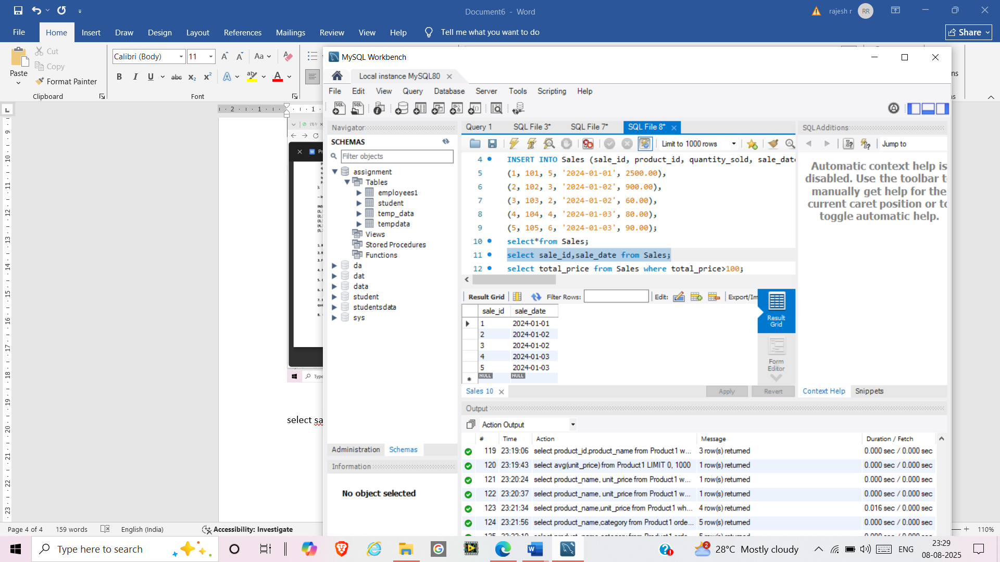 Document6 - Word
rajesh r
RR
File
Home
Insert
Draw
Design
Layout
References
Mailings
Review
View
Help
Tell me what you want to do
Share
Paste
Cut
Copy
Format Painter
Clipboard
Calibri (Body)
11
Font
MySQL Workbench
Local instance MySQL80
File
Edit
View
Query
Database
Server
Tools
Scripting
Help
Navigator
SCHEMAS
Filter objects
assignment
Tables
employees1
student
temp_data
tempdata
Views
Stored Procedures
Functions
da
dat
data
student
studentsdata
sys
Administration
Schemas
Information
No object selected
Query 1
SQL File 3*
SQL File 7*
SQL File 8*
Limit to 1000 rows
4 INSERT INTO Sales (sale_id, product_id, quantity_sold, sale_date
5 (1, 101, 5, '2024-01-01', 2500.00),
6 (2, 102, 3, '2024-01-02', 900.00),
7 (3, 103, 2, '2024-01-02', 60.00),
8 (4, 104, 4, '2024-01-03', 80.00),
9 (5, 105, 6, '2024-01-03', 90.00);
10 select*from Sales;
11 select sale_id,sale_date from Sales;
12 select total_price from Sales where total_price>100;
Result Grid
Filter Rows:
Edit:
Export/Im
sale_id sale_date
1 2024-01-01
2 2024-01-02
3 2024-01-02
4 2024-01-03
5 2024-01-03
NULL NULL
Result Grid
Form Editor
Sales 10
Apply
Revert
SQLAdditions
Jump to
Automatic context help is
disabled. Use the toolbar t
manually get help for the
current caret position or to
toggle automatic help.
Context Help
Snippets
Output
Action Output
# Time Action Message Duration / Fetch
119 23:19:06 select product_id,product_name from Product1 w... 3 row(s) returned 0.000 sec / 0.000 sec
120 23:19:43 select avg(unit_price) from Product1 LIMIT 0, 1000 1 row(s) returned 0.000 sec / 0.000 sec
121 23:20:24 select product_name, unit_price from Product1 w... 1 row(s) returned 0.000 sec / 0.000 sec
122 23:20:37 select product_name, unit_price from Product1 w... 1 row(s) returned 0.000 sec / 0.000 sec
123 23:21:34 select product_name,unit_price from Product1 wh... 4 row(s) returned 0.016 sec / 0.000 sec
124 23:21:56 select product_name,category from Product1 orde... 5 row(s) returned 0.000 sec / 0.000 sec
select sa
Page 4 of 4
159 words
English (India)
Accessibility: Investigate
110%
Type here to search
28°C Mostly cloudy
ENG
23:29
08-08-2025